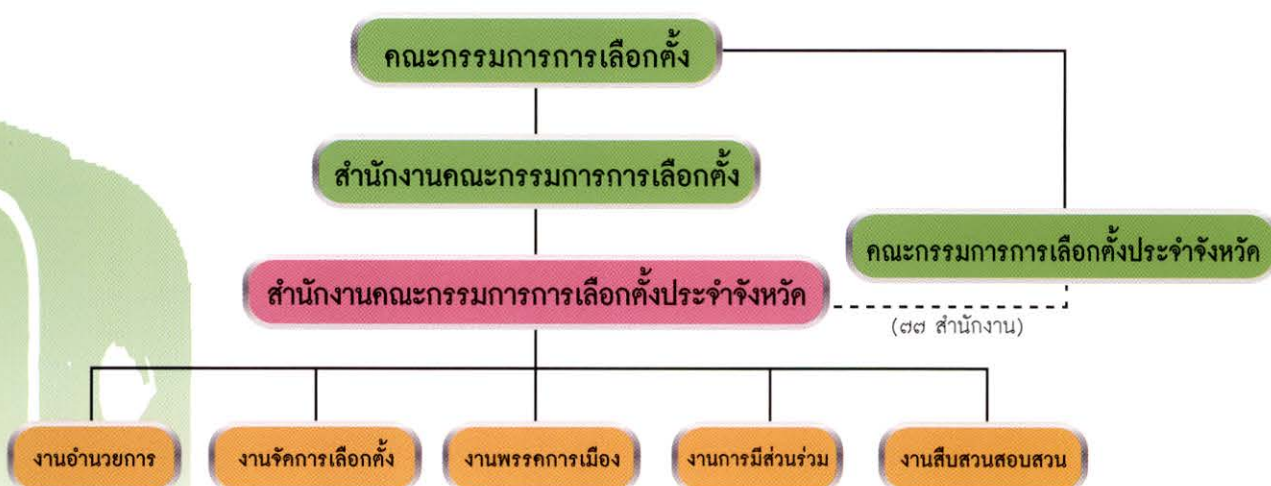 คณะกรรมการการเลือกตั้ง
สำนักงานคณะกรรมการการเลือกตั้ง
คณะกรรมการการเลือกตั้งประจำจังหวัด
สำนักงานคณะกรรมการการเลือกตั้งประจำจังหวัด
(๗๗ สำนักงาน)
งานอำนวยการ
งานจัดการเลือกตั้ง
งานพรรคการเมือง
งานการมีส่วนร่วม
งานสืบสวนสอบสวน